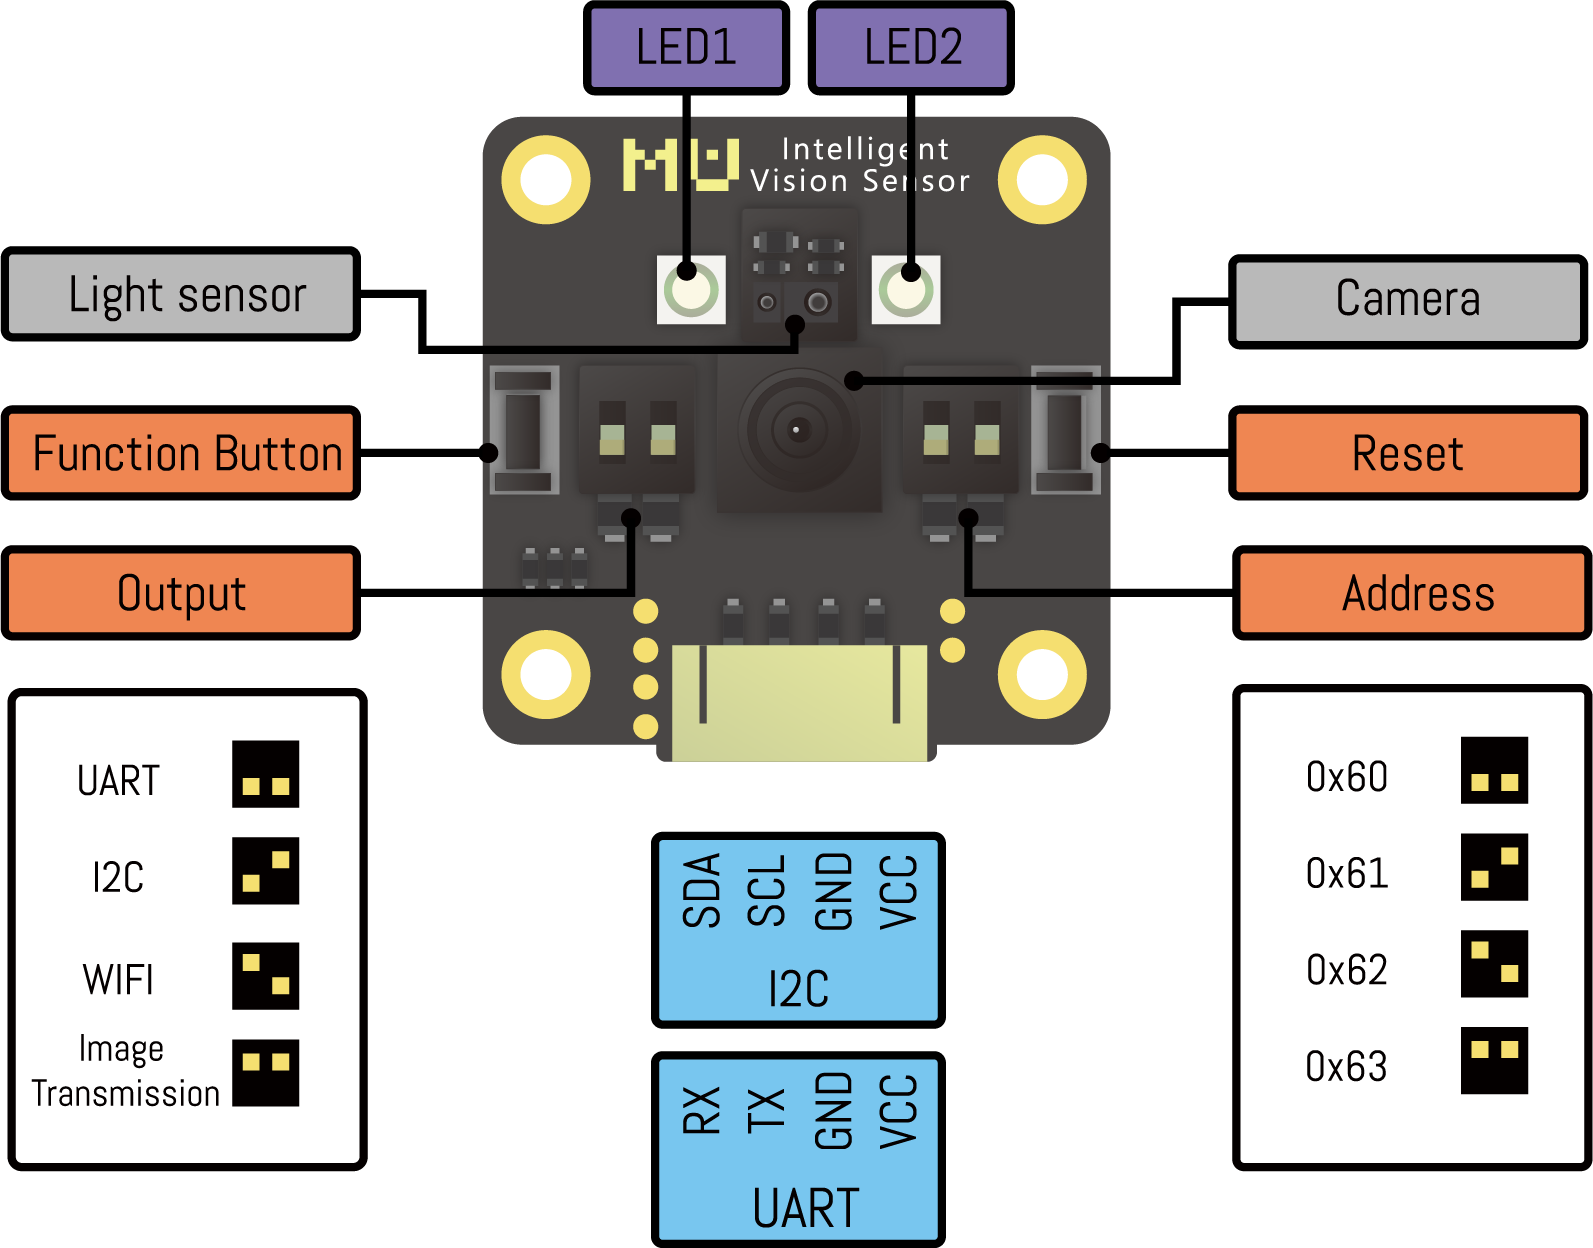 LED1
LED2
MU
Intelligent
Vision Sensor
Light sensor
Camera
Function Button
Reset
Output
Address
UART
I2C
WIFI
Image
Transmission
SDA
SCL
GND
VCC
I2C
RX
TX
GND
VCC
UART
0x60
0x61
0x62
0x63